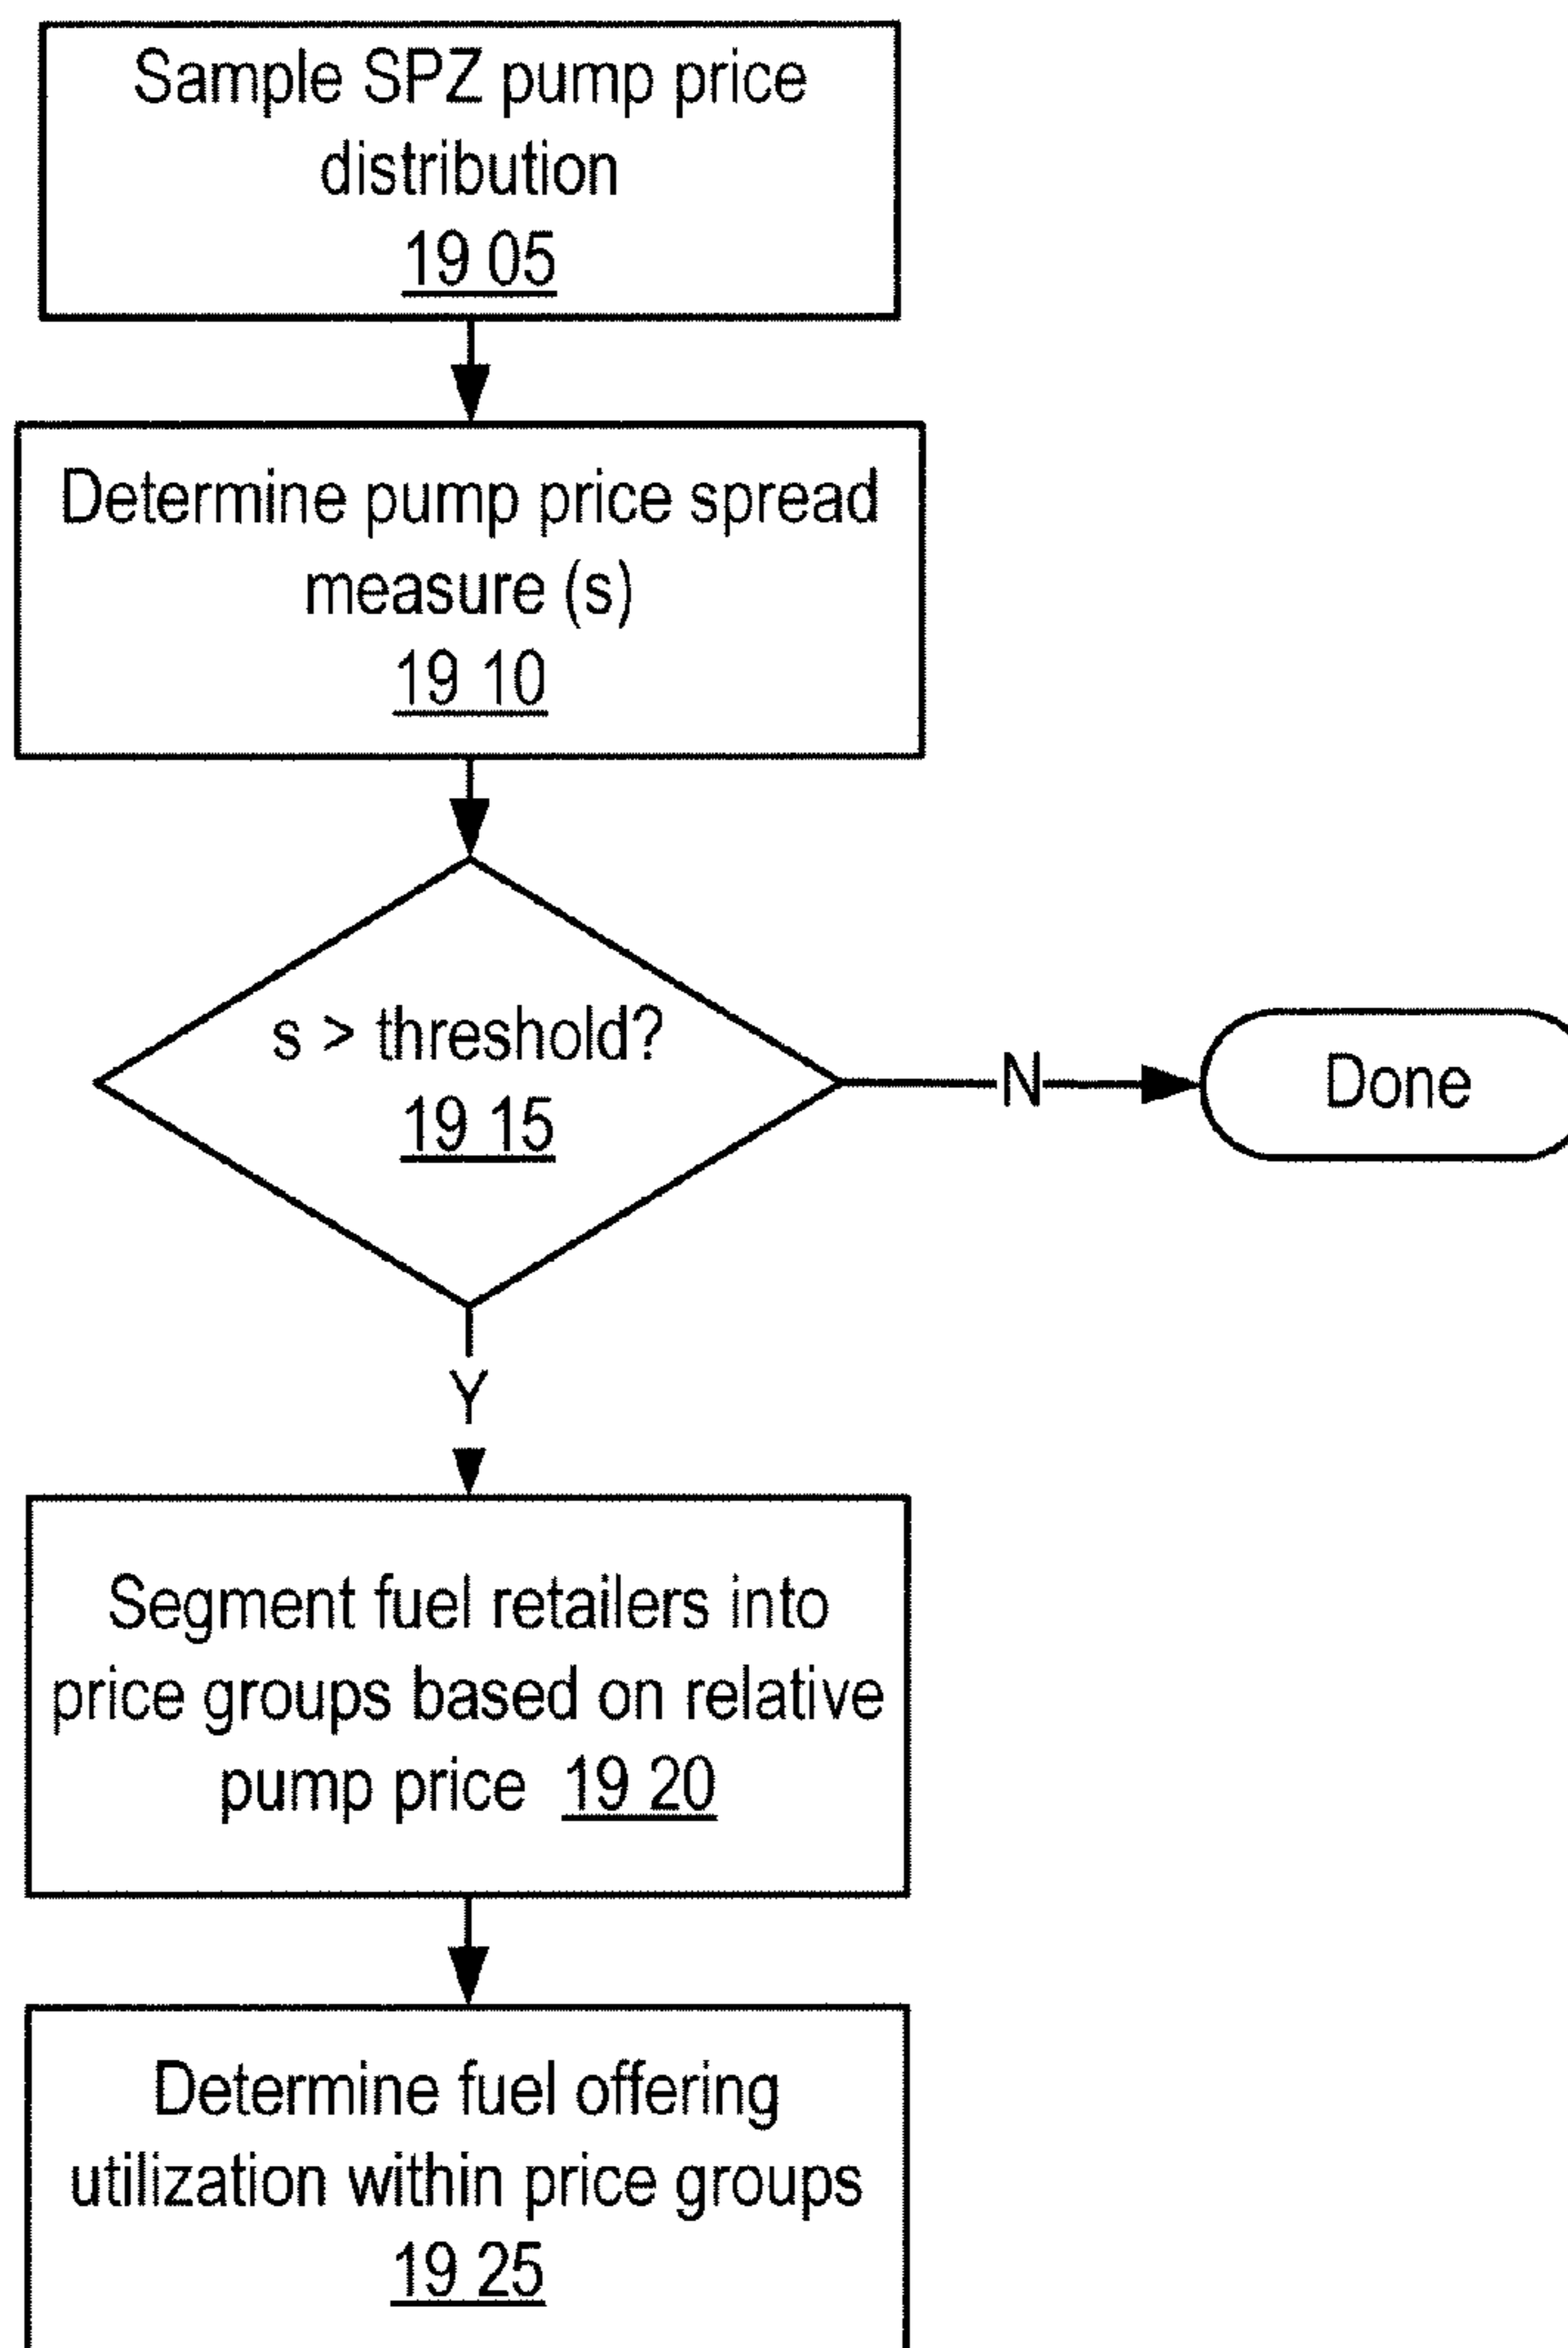 Sample SPZ pump price
distribution
19 05
Determine pump price spread
measure (s)
19 10
s > threshold?
19 15
N
Done
Y
Segment fuel retailers into
price groups based on relative
pump price 19 20
Determine fuel offering
utilization within price groups
19 25